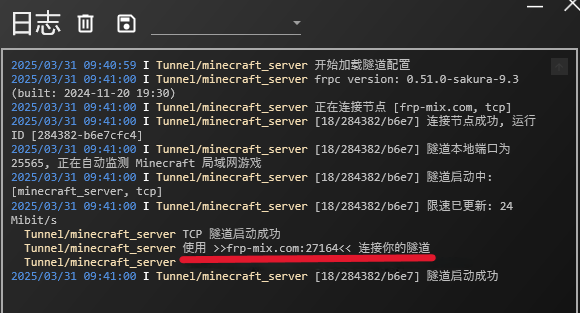 日志
2025/03/31 09:40:59 I Tunnel/minecraft_server 开始加载隧道配置
2025/03/31 09:41:00 I Tunnel/minecraft_server frpc version: 0.51.0-sakura-9.3
(built: 2024-11-20 19:30)
2025/03/31 09:41:00 I Tunnel/minecraft_server 正在连接节点 [frp-mix.com, tcp]
2025/03/31 09:41:00 I Tunnel/minecraft_server [18/284382/b6e7] 连接节点成功, 运行
ID [284382-b6e7cfc4]
2025/03/31 09:41:00 I Tunnel/minecraft_server [18/284382/b6e7] 隧道本地端口为
25565, 正在自动监测 Minecraft 局域网游戏
2025/03/31 09:41:00 I Tunnel/minecraft_server [18/284382/b6e7] 隧道启动中:
[minecraft_server, tcp]
2025/03/31 09:41:00 I Tunnel/minecraft_server [18/284382/b6e7] 限速已更新: 24
Mibit/s
Tunnel/minecraft_server TCP 隧道启动成功
Tunnel/minecraft_server 使用 >>frp-mix.com:27164<< 连接你的隧道
Tunnel/minecraft_server
2025/03/31 09:41:00 I Tunnel/minecraft_server [18/284382/b6e7] 隧道启动成功